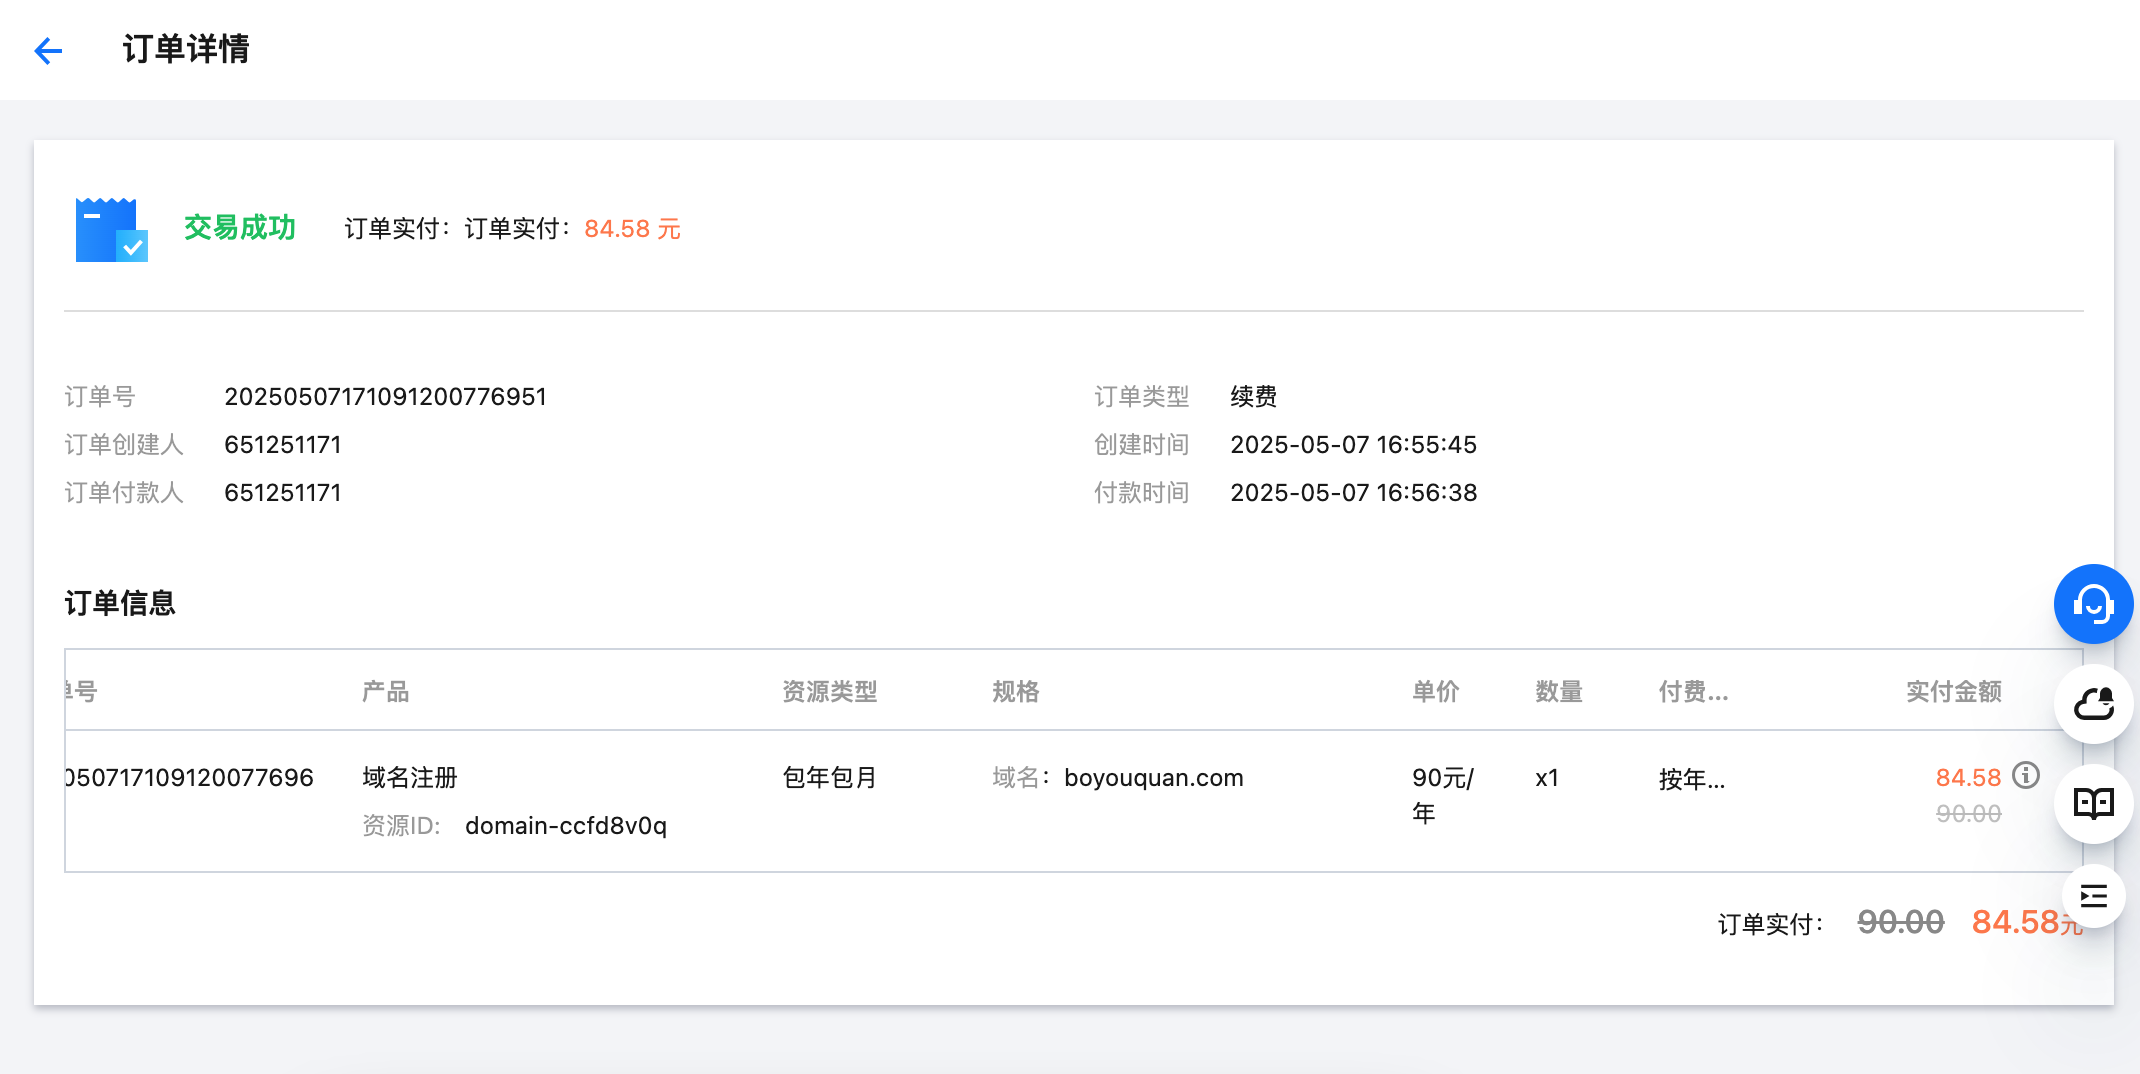 订单详情
交易成功 订单实付：订单实付：84.58 元
订单号 20250507171091200776951 订单类型 续费
订单创建人 651251171 创建时间 2025-05-07 16:55:45
订单付款人 651251171 付款时间 2025-05-07 16:56:38
订单信息
单号 产品 资源类型 规格 单价 数量 付费... 实付金额
050717109120077696 域名注册 包年包月 域名：boyouquan.com 90元/年 x1 按年... 84.58
资源ID: domain-ccfd8v0q 90.00
订单实付： 90.00 84.58元